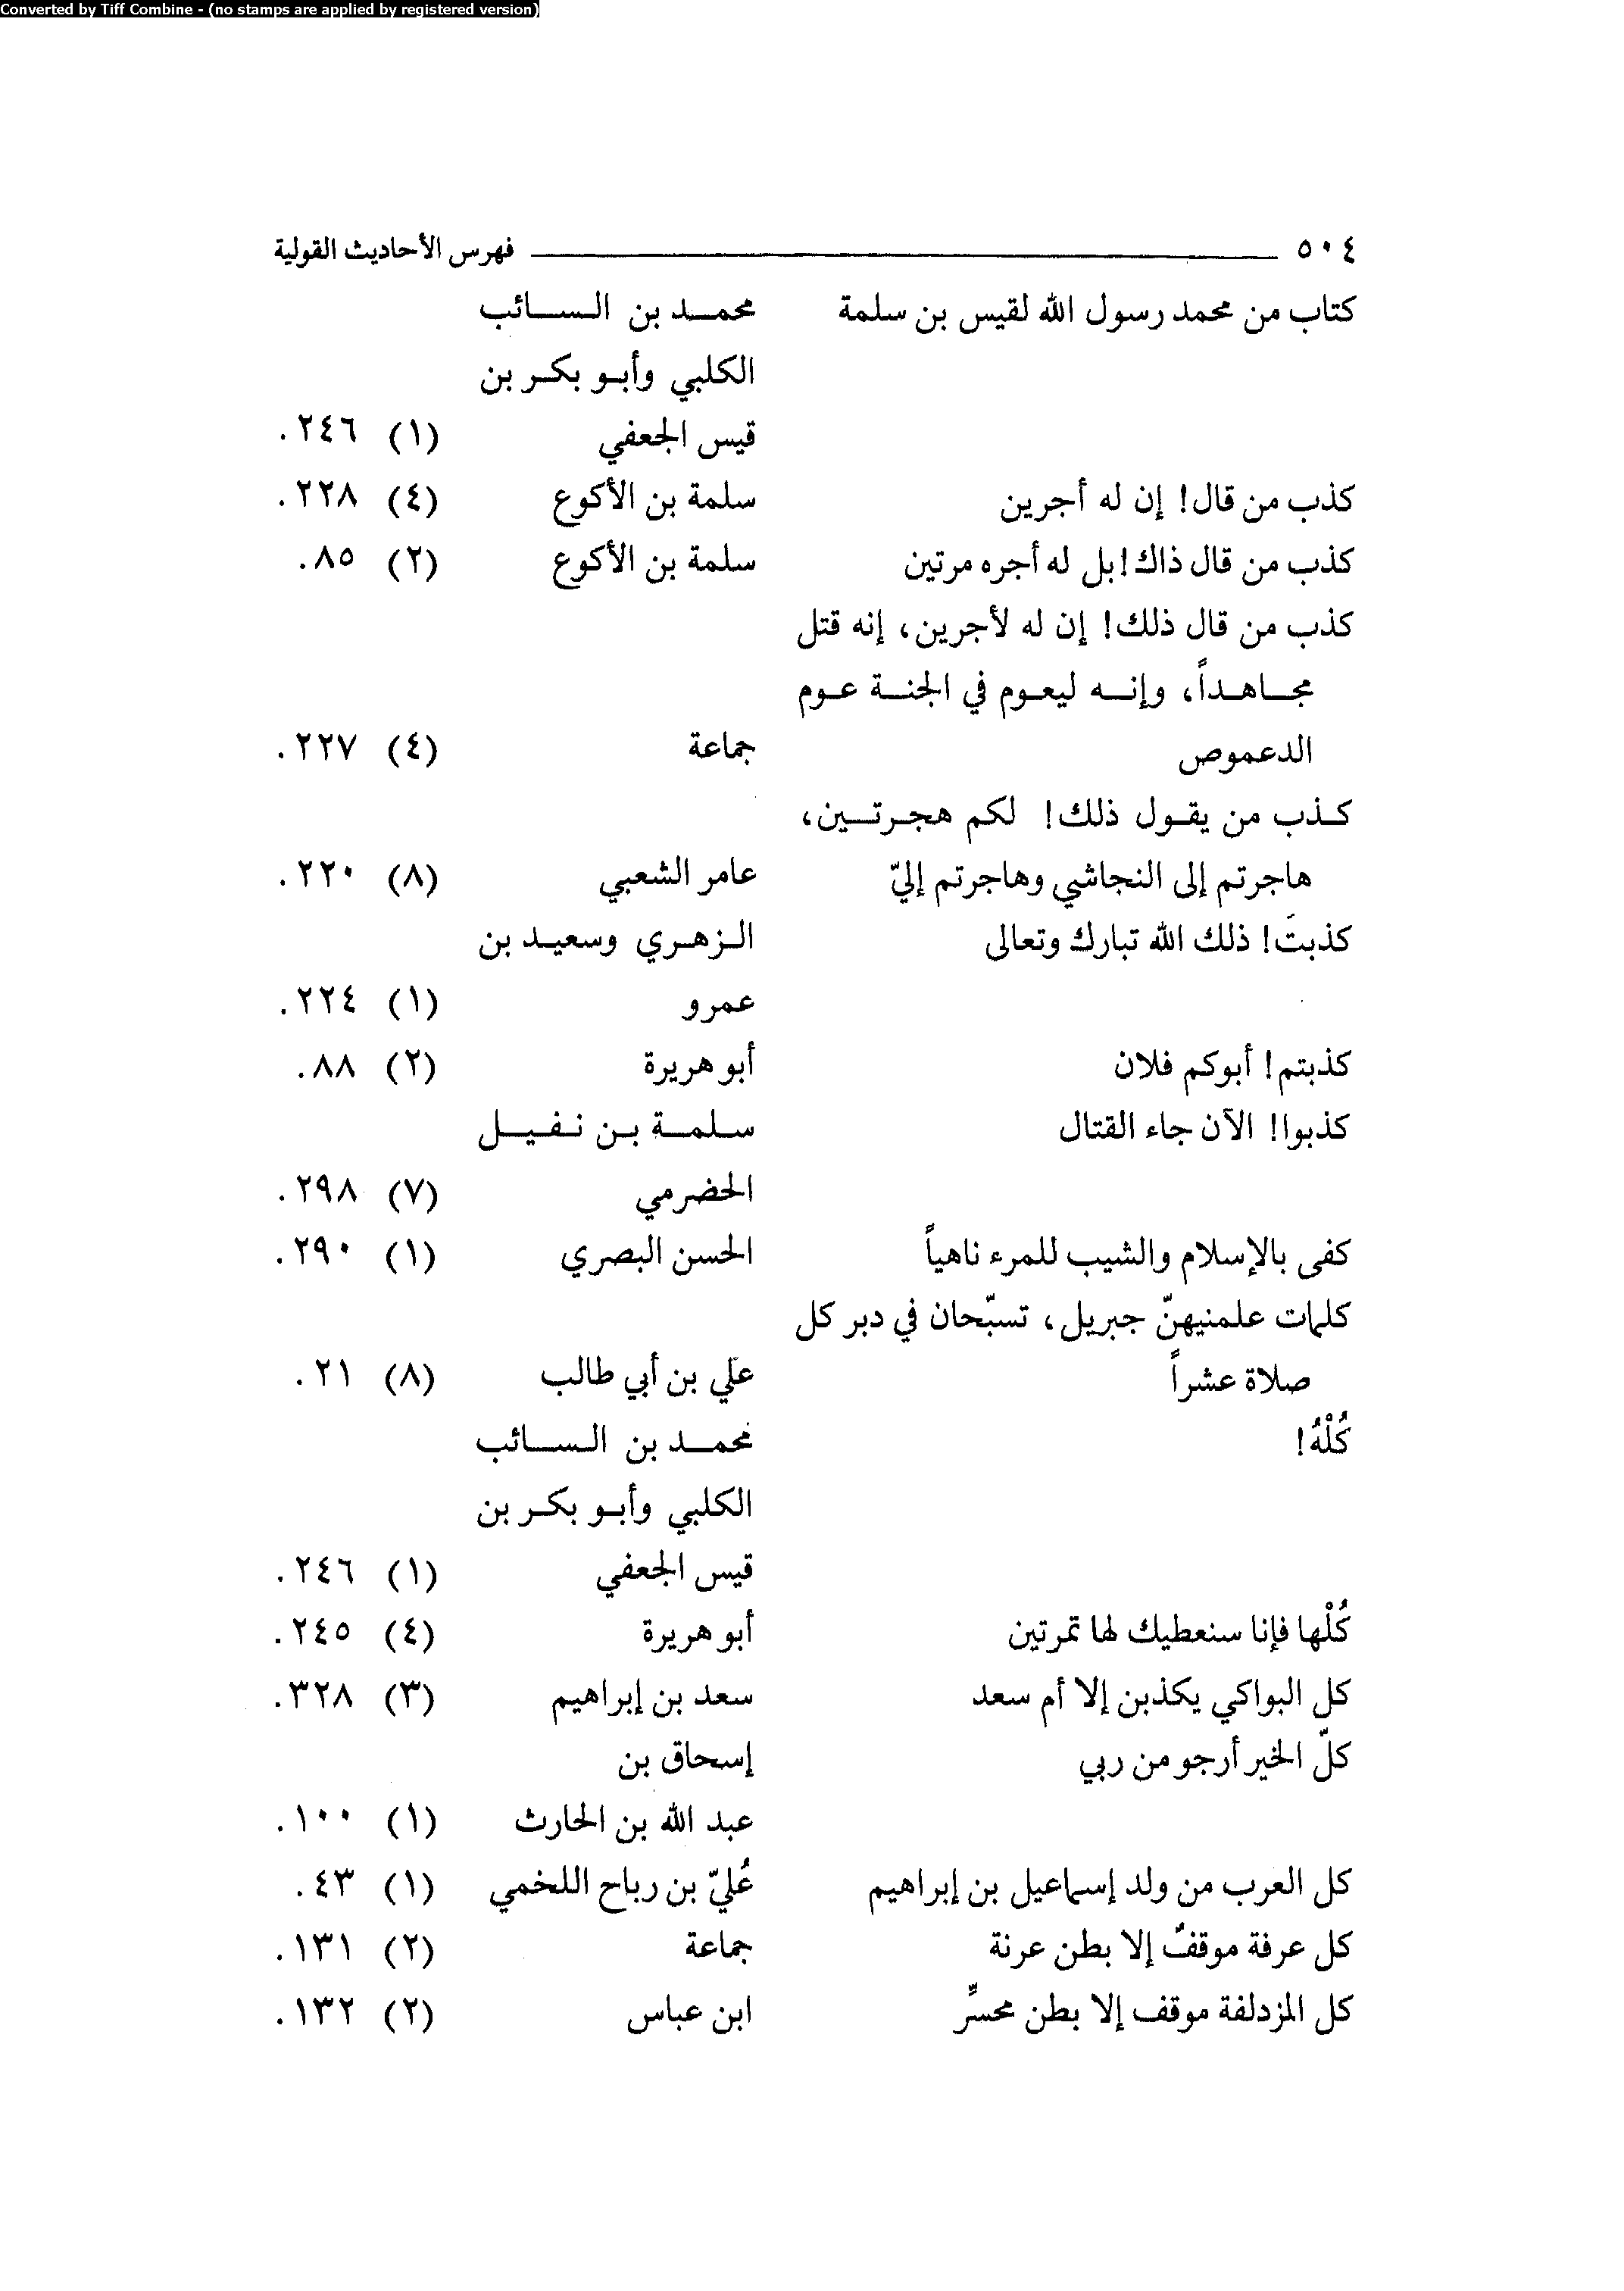 Converted by Tiff Combine - (no stamps are applied by registered version)
٥٠٤ فهرس الأحاديث القولية
كتاب من محمد رسول الله لقيس بن سلمة محمد بن السائب
الكلبي وأبو بكر بن
قيس الجعفي (١) ٢٤٦.
كذب من قال! إن له أجرين سلمة بن الأكوع (٤) ٢٢٨.
كذب من قال ذاك! بل له أجره مرتين سلمة بن الأكوع (٢) ٨٥.
كذب من قال ذلك! إن له لأجرين، إنه قتل
مجاهداً، وإنه ليعوم في الجنة عوم
الدعموص جماعة (٤) ٢٢٧.
كذب من يقول ذلك! لكم هجرتين،
هاجرتم إلى النجاشي وهاجرتم إليّ عامر الشعبي (٨) ٢٢٠.
كذبتَ! ذلك الله تبارك وتعالى الزهري وسعيد بن
عمرو (١) ٢٢٤.
كذبتم! أبوكم فلان أبو هريرة (٢) ٨٨.
كذبوا! الآن جاء القتال سلمة بن نفيل
الحضرمي (٧) ٢٩٨.
كفى بالإسلام والشيب للمرء ناهياً الحسن البصري (١) ٢٩٠.
كلمات علمنيهنّ جبريل، تسبّحان في دبر كل
صلاة عشراً علي بن أبي طالب (٨) ٢١.
كُلْهُ! محمد بن السائب
الكلبي وأبو بكر بن
قيس الجعفي (١) ٢٤٦.
كُلْها فإنا سنعطيك لها تمرتين أبو هريرة (٤) ٢٤٥.
كل البواكي يكذبن إلا أم سعد سعد بن إبراهيم (٣) ٣٢٨.
كلّ الخير أرجو من ربي إسحاق بن
عبد الله بن الحارث (١) ١٠٠.
كل العرب من ولد إسماعيل بن إبراهيم عُليّ بن رباح اللخمي (١) ٤٣.
كل عرفة موقفٌ إلا بطن عرنة جماعة (٢) ١٣١.
كل المزدلفة موقف إلا بطن محسِّر ابن عباس (٢) ١٣٢.